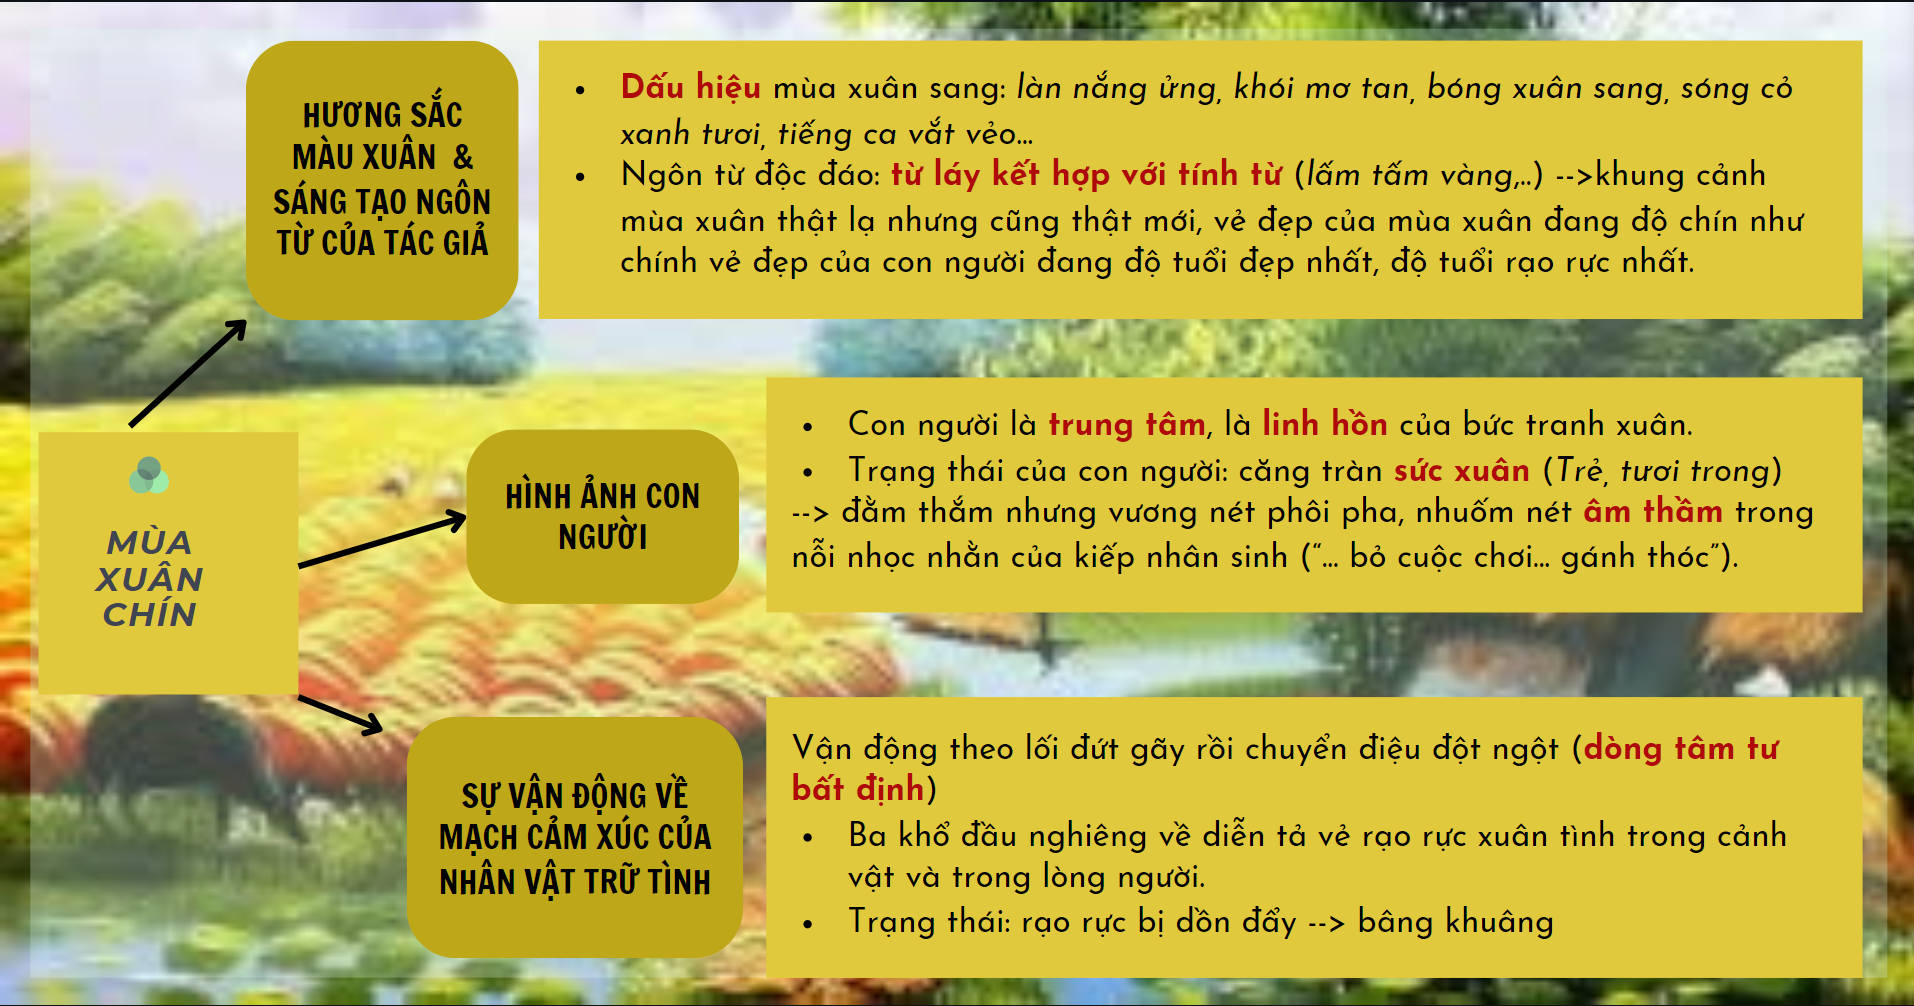 HƯƠNG SẮC
MÀU XUÂN &
SÁNG TẠO NGÔN
TỪ CỦA TÁC GIẢ
• Dấu hiệu mùa xuân sang: làn nắng ửng, khói mơ tan, bóng xuân sang, sóng cỏ
xanh tươi, tiếng ca vắt vẻo...
• Ngôn từ độc đáo: từ láy kết hợp với tính từ (lấm tấm vàng,..) -->khung cảnh
mùa xuân thật lạ nhưng cũng thật mới, vẻ đẹp của mùa xuân đang độ chín như
chính vẻ đẹp của con người đang độ tuổi đẹp nhất, độ tuổi rạo rực nhất.
MÙA
XUÂN
CHÍN
HÌNH ẢNH CON
NGƯỜI
• Con người là trung tâm, là linh hồn của bức tranh xuân.
• Trạng thái của con người: căng tràn sức xuân (Trẻ, tươi trong)
--> đằm thắm nhưng vương nét phôi pha, nhuốm nét âm thầm trong
nỗi nhọc nhằn của kiếp nhân sinh (“... bỏ cuộc chơi... gánh thóc”).
SỰ VẬN ĐỘNG VỀ
MẠCH CẢM XÚC CỦA
NHÂN VẬT TRỮ TÌNH
Vận động theo lối đứt gãy rồi chuyển điệu đột ngột (dòng tâm tư
bất định)
• Ba khổ đầu nghiêng về diễn tả vẻ rạo rực xuân tình trong cảnh
vật và trong lòng người.
• Trạng thái: rạo rực bị dồn đẩy --> bâng khuâng